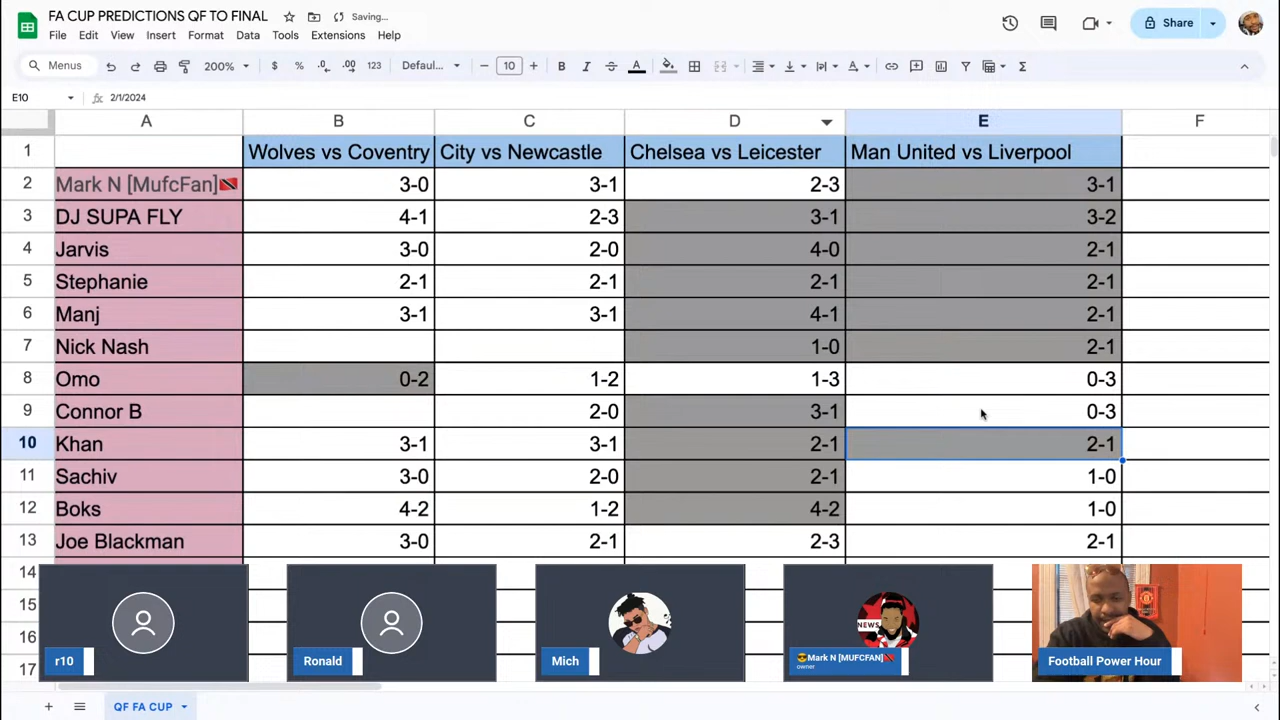 FA CUP PREDICTIONS QF TO FINAL Saving...
File Edit View Insert Format Data Tools Extensions Help
Share
Menus 200% $ % .0 .00 123 Defaul... 10 B I S A Σ
E10 fx 2/1/2024
A B C D E F
1 Wolves vs Coventry City vs Newcastle Chelsea vs Leicester Man United vs Liverpool
2 Mark N [MufcFan]🇹🇹 3-0 3-1 2-3 3-1
3 DJ SUPA FLY 4-1 2-3 3-1 3-2
4 Jarvis 3-0 2-0 4-0 2-1
5 Stephanie 2-1 2-1 2-1 2-1
6 Manj 3-1 3-1 4-1 2-1
7 Nick Nash 1-0 2-1
8 Omo 0-2 1-2 1-3 0-3
9 Connor B 2-0 3-1 0-3
10 Khan 3-1 3-1 2-1 2-1
11 Sachiv 3-0 2-0 2-1 1-0
12 Boks 4-2 1-2 4-2 1-0
13 Joe Blackman 3-0 2-1 2-3 2-1
14
15
16
17
NEWS
r10 Ronald Mich 😎Mark N [MUFCFAN]🇹🇹 Football Power Hour
owner
QF FA CUP